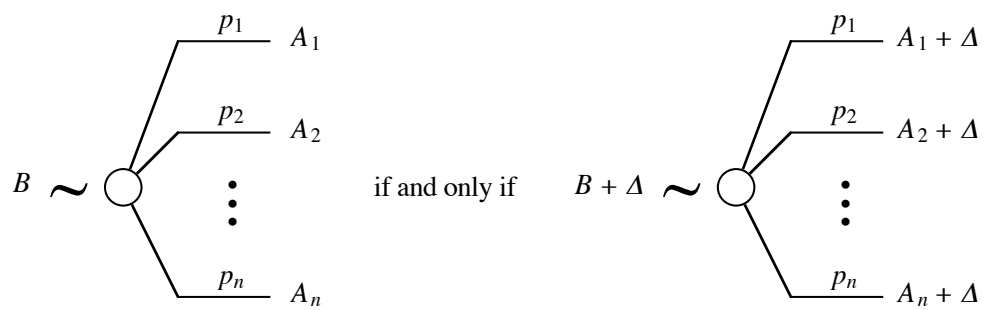 p₁ A₁
p₂ A₂
B ∼ ⋮ if and only if B + Δ ∼ ⋮
pₙ Aₙ
p₁ A₁ + Δ
p₂ A₂ + Δ
pₙ Aₙ + Δ